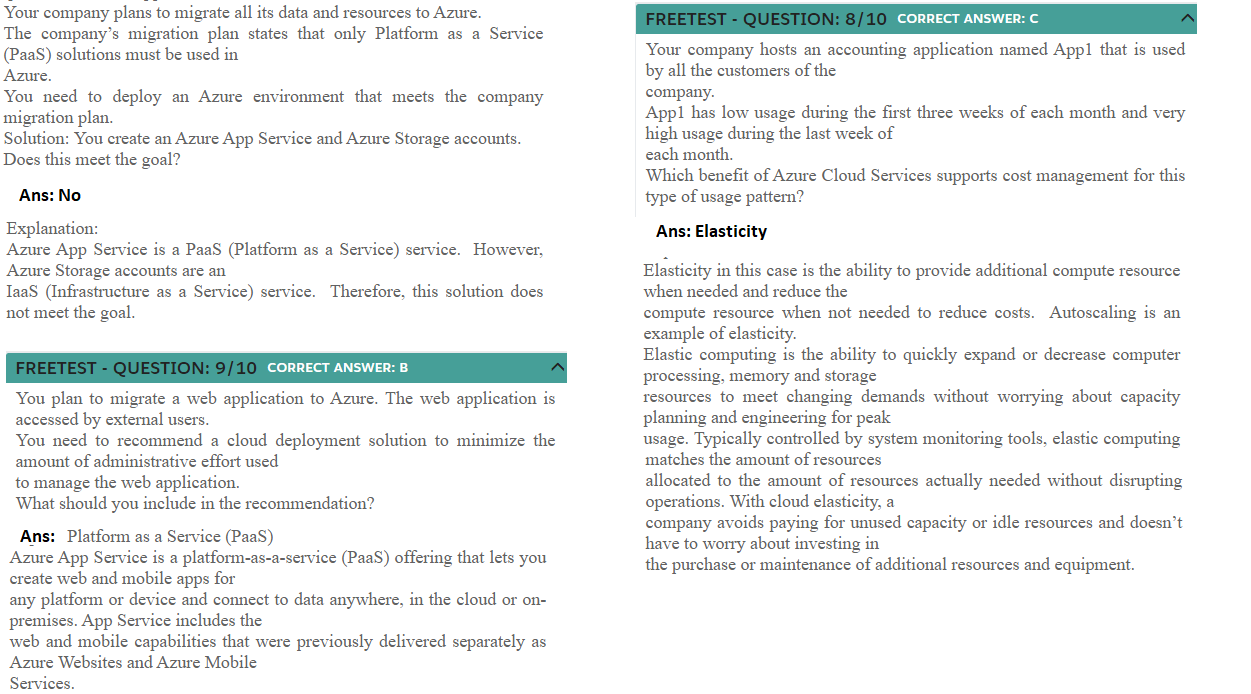 Your company plans to migrate all its data and resources to Azure.
The company's migration plan states that only Platform as a Service
(PaaS) solutions must be used in
Azure.
You need to deploy an Azure environment that meets the company
migration plan.
Solution: You create an Azure App Service and Azure Storage accounts.
Does this meet the goal?
Ans: No
Explanation:
Azure App Service is a PaaS (Platform as a Service) service. However,
Azure Storage accounts are an
IaaS (Infrastructure as a Service) service. Therefore, this solution does
not meet the goal.
FREETEST - QUESTION: 9/10 CORRECT ANSWER: B
You plan to migrate a web application to Azure. The web application is
accessed by external users.
You need to recommend a cloud deployment solution to minimize the
amount of administrative effort used
to manage the web application.
What should you include in the recommendation?
Ans: Platform as a Service (PaaS)
Azure App Service is a platform-as-a-service (PaaS) offering that lets you
create web and mobile apps for
any platform or device and connect to data anywhere, in the cloud or on-
premises. App Service includes the
web and mobile capabilities that were previously delivered separately as
Azure Websites and Azure Mobile
Services.
FREETEST - QUESTION: 8/10 CORRECT ANSWER: C
Your company hosts an accounting application named App1 that is used
by all the customers of the
company.
App1 has low usage during the first three weeks of each month and very
high usage during the last week of
each month.
Which benefit of Azure Cloud Services supports cost management for this
type of usage pattern?
Ans: Elasticity
Elasticity in this case is the ability to provide additional compute resource
when needed and reduce the
compute resource when not needed to reduce costs. Autoscaling is an
example of elasticity.
Elastic computing is the ability to quickly expand or decrease computer
processing, memory and storage
resources to meet changing demands without worrying about capacity
planning and engineering for peak
usage. Typically controlled by system monitoring tools, elastic computing
matches the amount of resources
allocated to the amount of resources actually needed without disrupting
operations. With cloud elasticity, a
company avoids paying for unused capacity or idle resources and doesn't
have to worry about investing in
the purchase or maintenance of additional resources and equipment.